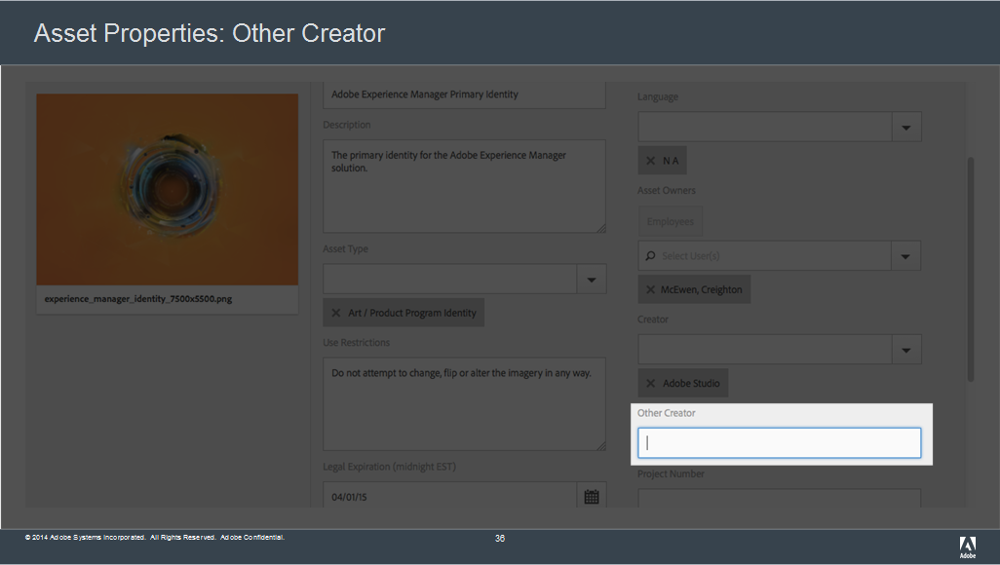 Asset Properties: Other Creator
experience_manager_identity_7500x5500.png
Adobe Experience Manager Primary Identity
Description
The primary identity for the Adobe Experience Manager
solution.
Asset Type
Art / Product Program Identity
Use Restrictions
Do not attempt to change, flip or alter the imagery in any way.
Legal Expiration (midnight EST)
04/01/15
Language
N A
Asset Owners
Employees
Select User(s)
McEwen, Creighton
Creator
Adobe Studio
Other Creator
Project Number
© 2014 Adobe Systems Incorporated. All Rights Reserved. Adobe Confidential.
36
Adobe